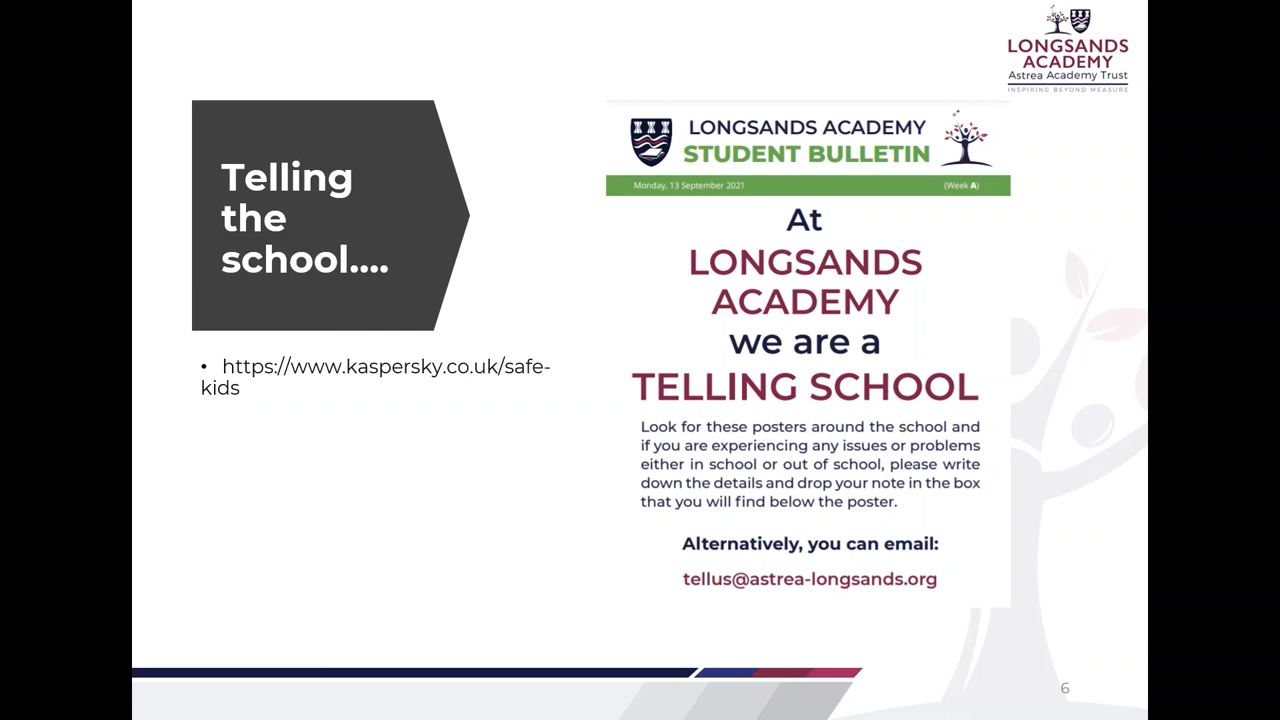 LONGSANDS
ACADEMY
Astrea Academy Trust
INSPIRING BEYOND MEASURE
Telling
the
school....
• https://www.kaspersky.co.uk/safe-
kids
LONGSANDS ACADEMY
STUDENT BULLETIN
Monday, 13 September 2021 (Week A)
At
LONGSANDS
ACADEMY
we are a
TELLING SCHOOL
Look for these posters around the school and
if you are experiencing any issues or problems
either in school or out of school, please write
down the details and drop your note in the box
that you will find below the poster.
Alternatively, you can email:
tellus@astrea-longsands.org
6